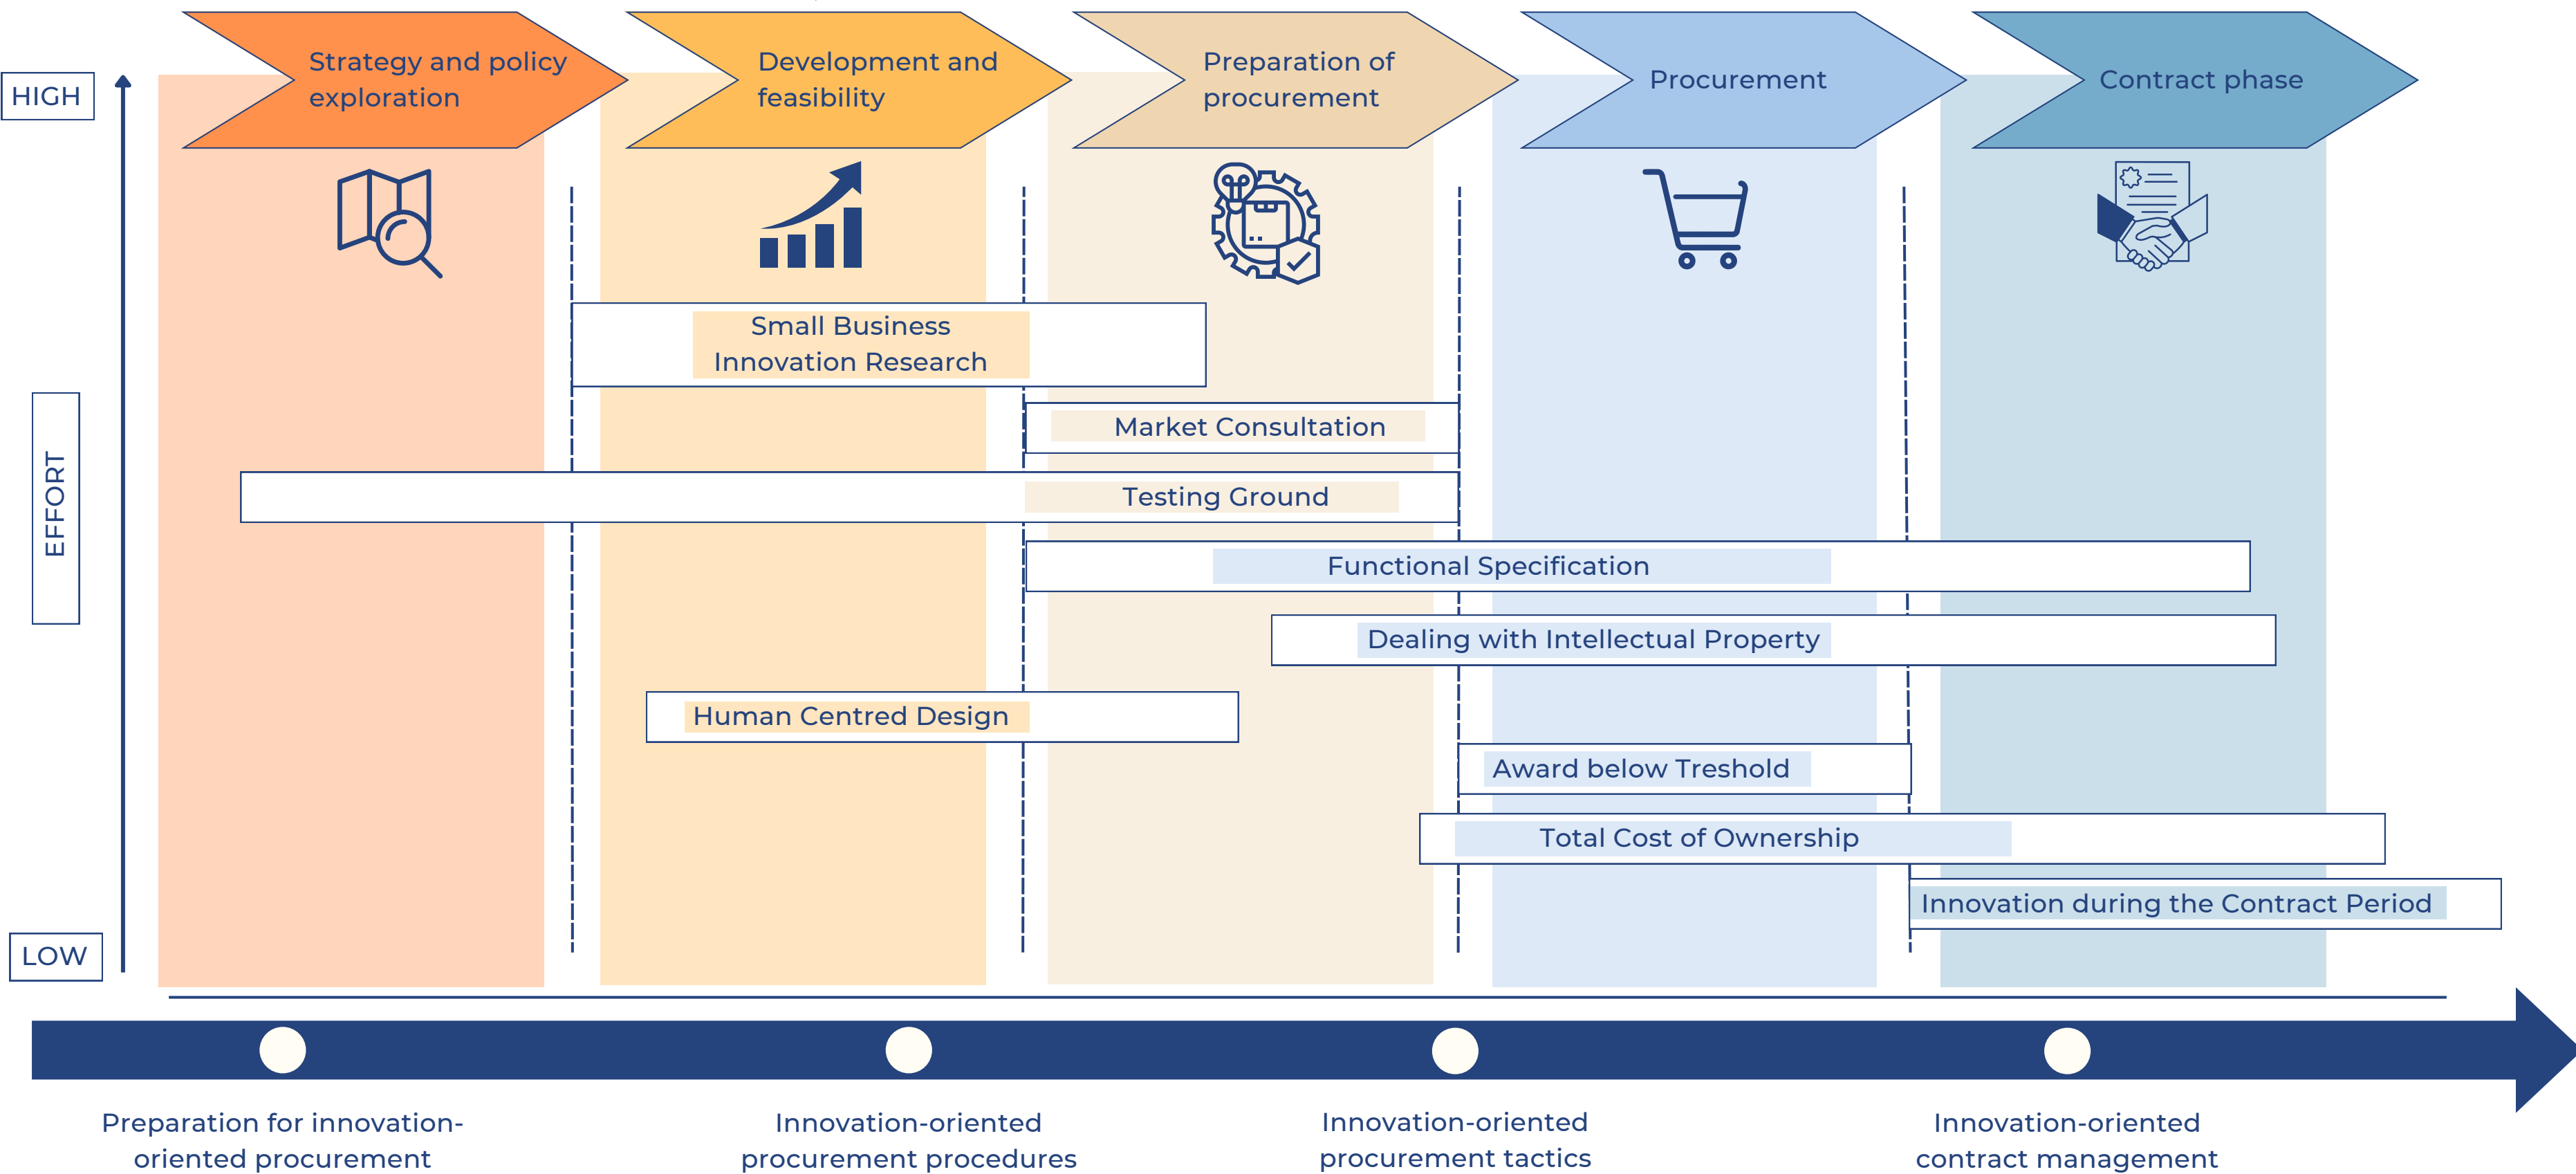 Strategy and policy
exploration
Development and
feasibility
Preparation of
procurement
Procurement
Contract phase
HIGH
EFFORT
LOW
Small Business
Innovation Research
Market Consultation
Testing Ground
Functional Specification
Dealing with Intellectual Property
Human Centred Design
Award below Treshold
Total Cost of Ownership
Innovation during the Contract Period
Preparation for innovation-
oriented procurement
Innovation-oriented
procurement procedures
Innovation-oriented
procurement tactics
Innovation-oriented
contract management